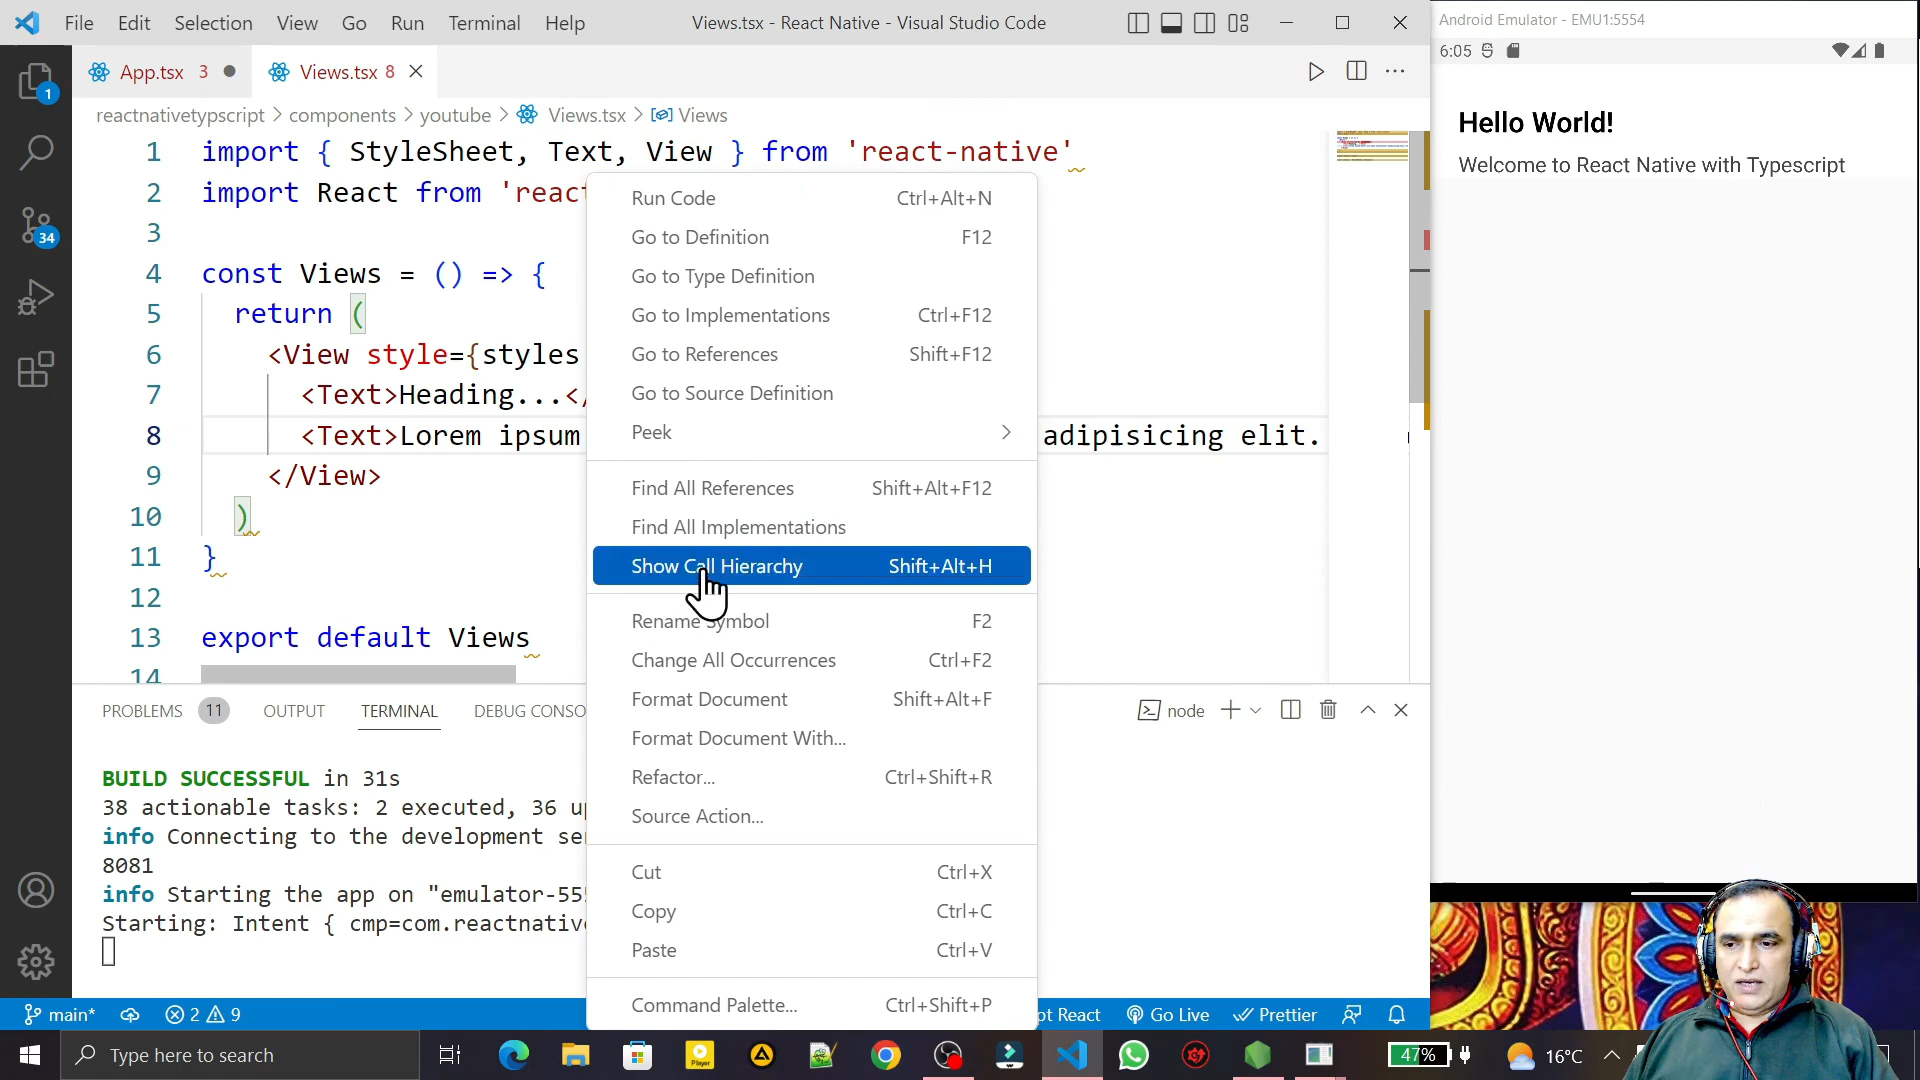 File Edit Selection View Go Run Terminal Help Views.tsx - React Native - Visual Studio Code
Android Emulator - EMU1:5554
6:05
App.tsx 3
Views.tsx 8
reactnativetypscript > components > youtube > Views.tsx > Views
1 import { StyleSheet, Text, View } from 'react-native'
2 import React from 'react
3
4 const Views = () => {
5 return (
6 <View style={styles
7 <Text>Heading...</
8 <Text>Lorem ipsum adipisicing elit.
9 </View>
10 )
11 }
12
13 export default Views
14
Run Code Ctrl+Alt+N
Go to Definition F12
Go to Type Definition
Go to Implementations Ctrl+F12
Go to References Shift+F12
Go to Source Definition
Peek
Find All References Shift+Alt+F12
Find All Implementations
Show Call Hierarchy Shift+Alt+H
Rename Symbol F2
Change All Occurrences Ctrl+F2
Format Document Shift+Alt+F
Format Document With...
Refactor... Ctrl+Shift+R
Source Action...
Cut Ctrl+X
Copy Ctrl+C
Paste Ctrl+V
Command Palette... Ctrl+Shift+P
Hello World!
Welcome to React Native with Typescript
1
34
PROBLEMS 11 OUTPUT TERMINAL DEBUG CONSO
node
BUILD SUCCESSFUL in 31s
38 actionable tasks: 2 executed, 36 u
info Connecting to the development se
8081
info Starting the app on "emulator-55
Starting: Intent { cmp=com.reactnativ
main* 2 9
pt React Go Live Prettier
Type here to search
Player
47%
16°C